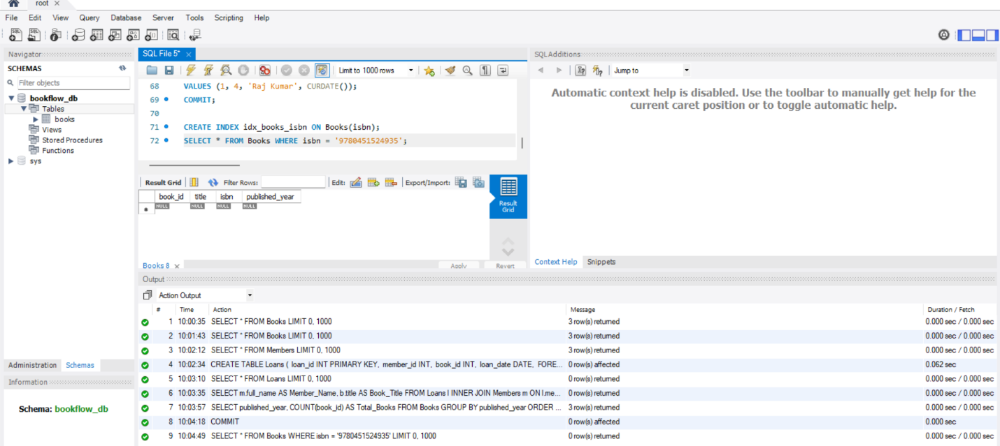 root ×
File Edit View Query Database Server Tools Scripting Help
Navigator
SCHEMAS
Filter objects
bookflow_db
Tables
books
Views
Stored Procedures
Functions
sys
Administration Schemas
Information
Schema: bookflow_db
SQL File 5* ×
Limit to 1000 rows
68 VALUES (1, 4, 'Raj Kumar', CURDATE());
69 COMMIT;
70
71 CREATE INDEX idx_books_isbn ON Books(isbn);
72 SELECT * FROM Books WHERE isbn = '9780451524935';
Result Grid Filter Rows: Edit: Export/Import:
book_id title isbn published_year
NULL NULL NULL NULL
Result
Grid
Books 8 × Apply Revert
SQLAdditions
Jump to
Automatic context help is disabled. Use the toolbar to manually get help for the
current caret position or to toggle automatic help.
Context Help Snippets
Output
Action Output
# Time Action Message Duration / Fetch
1 10:00:35 SELECT * FROM Books LIMIT 0, 1000 3 row(s) returned 0.000 sec / 0.000 sec
2 10:01:43 SELECT * FROM Books LIMIT 0, 1000 3 row(s) returned 0.000 sec / 0.000 sec
3 10:02:12 SELECT * FROM Members LIMIT 0, 1000 3 row(s) returned 0.000 sec / 0.000 sec
4 10:02:34 CREATE TABLE Loans ( loan_id INT PRIMARY KEY, member_id INT, book_id INT, loan_date DATE, FORE... 0 row(s) affected 0.062 sec
5 10:03:10 SELECT * FROM Loans LIMIT 0, 1000 0 row(s) returned 0.000 sec / 0.000 sec
6 10:03:35 SELECT m.full_name AS Member_Name, b.title AS Book_Title FROM Loans l INNER JOIN Members m ON l.me... 0 row(s) returned 0.000 sec / 0.000 sec
7 10:03:57 SELECT published_year, COUNT(book_id) AS Total_Books FROM Books GROUP BY published_year ORDER ... 3 row(s) returned 0.000 sec / 0.000 sec
8 10:04:18 COMMIT 0 row(s) affected 0.000 sec
9 10:04:49 SELECT * FROM Books WHERE isbn = '9780451524935' LIMIT 0, 1000 0 row(s) returned 0.000 sec / 0.000 sec